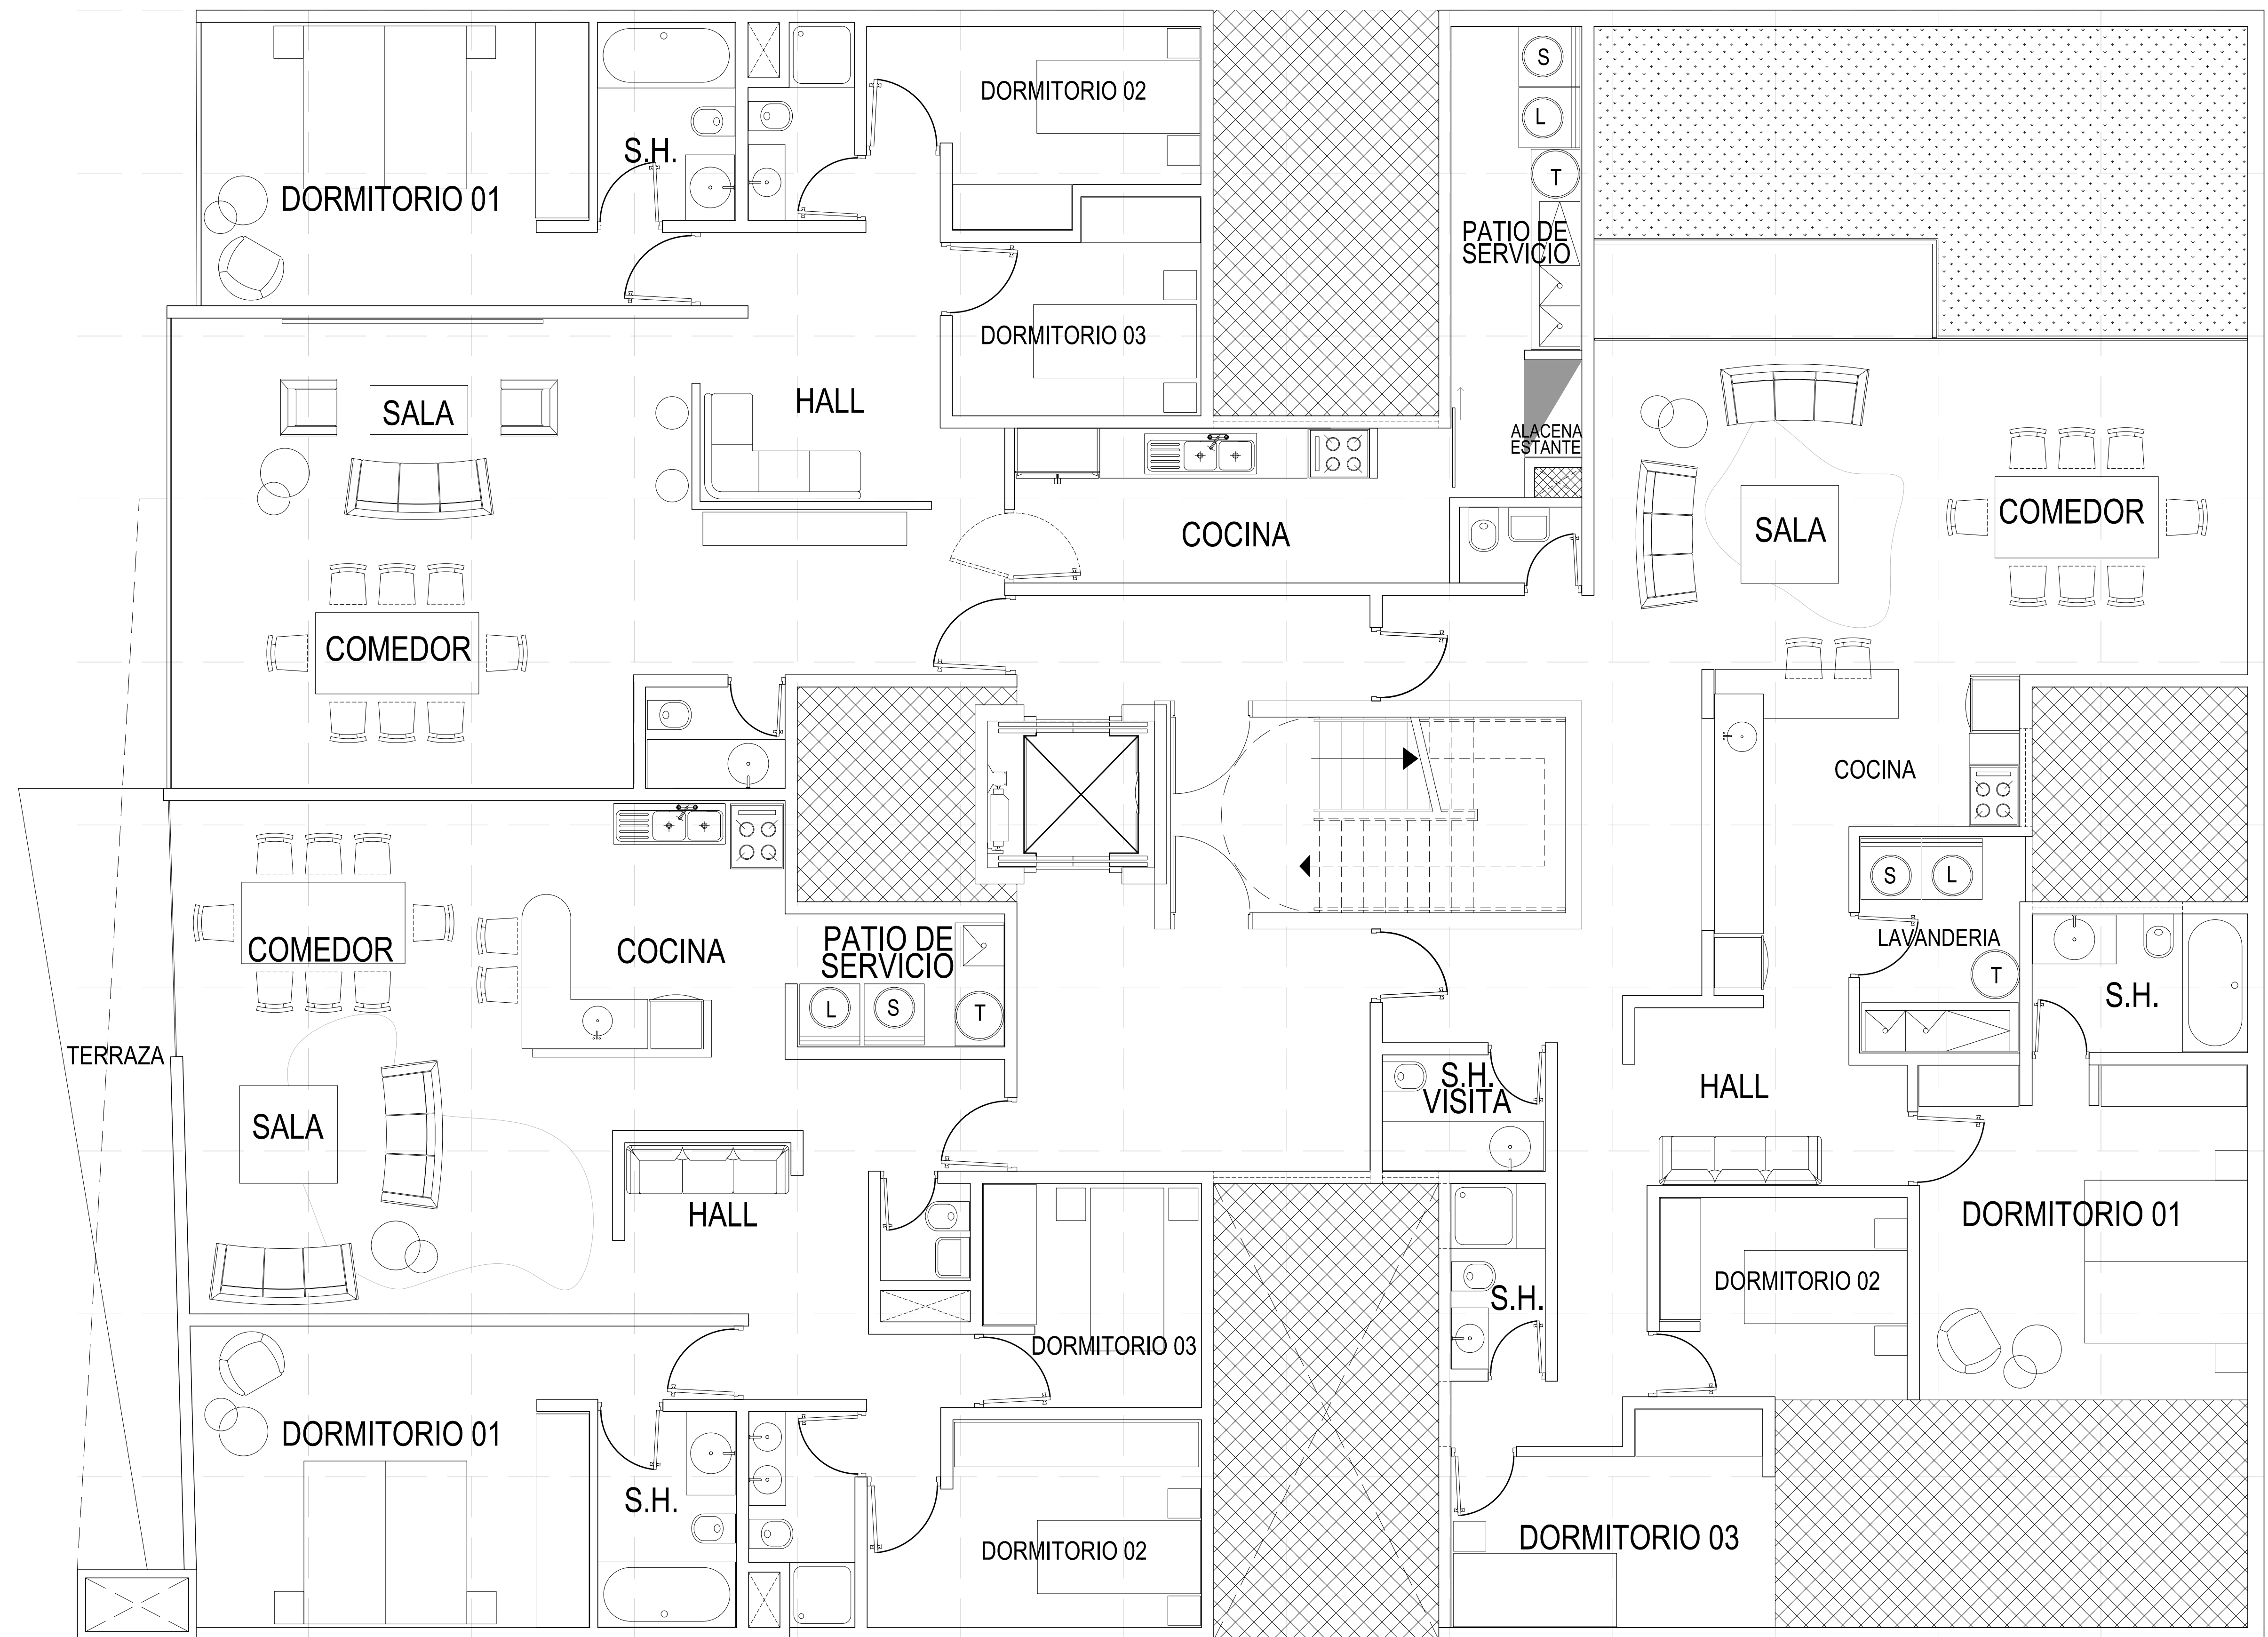 DORMITORIO 01
S.H.
DORMITORIO 02
S
L
T
PATIO DE
SERVICIO
DORMITORIO 03
SALA
HALL
ALACENA
ESTANTE
COCINA
SALA
COMEDOR
COMEDOR
COCINA
COMEDOR
COCINA
PATIO DE
SERVICIO
L
S
T
S
L
LAVANDERIA
T
S.H.
TERRAZA
SALA
HALL
S.H.
VISITA
HALL
DORMITORIO 01
DORMITORIO 02
S.H.
DORMITORIO 03
DORMITORIO 01
S.H.
DORMITORIO 02
DORMITORIO 03